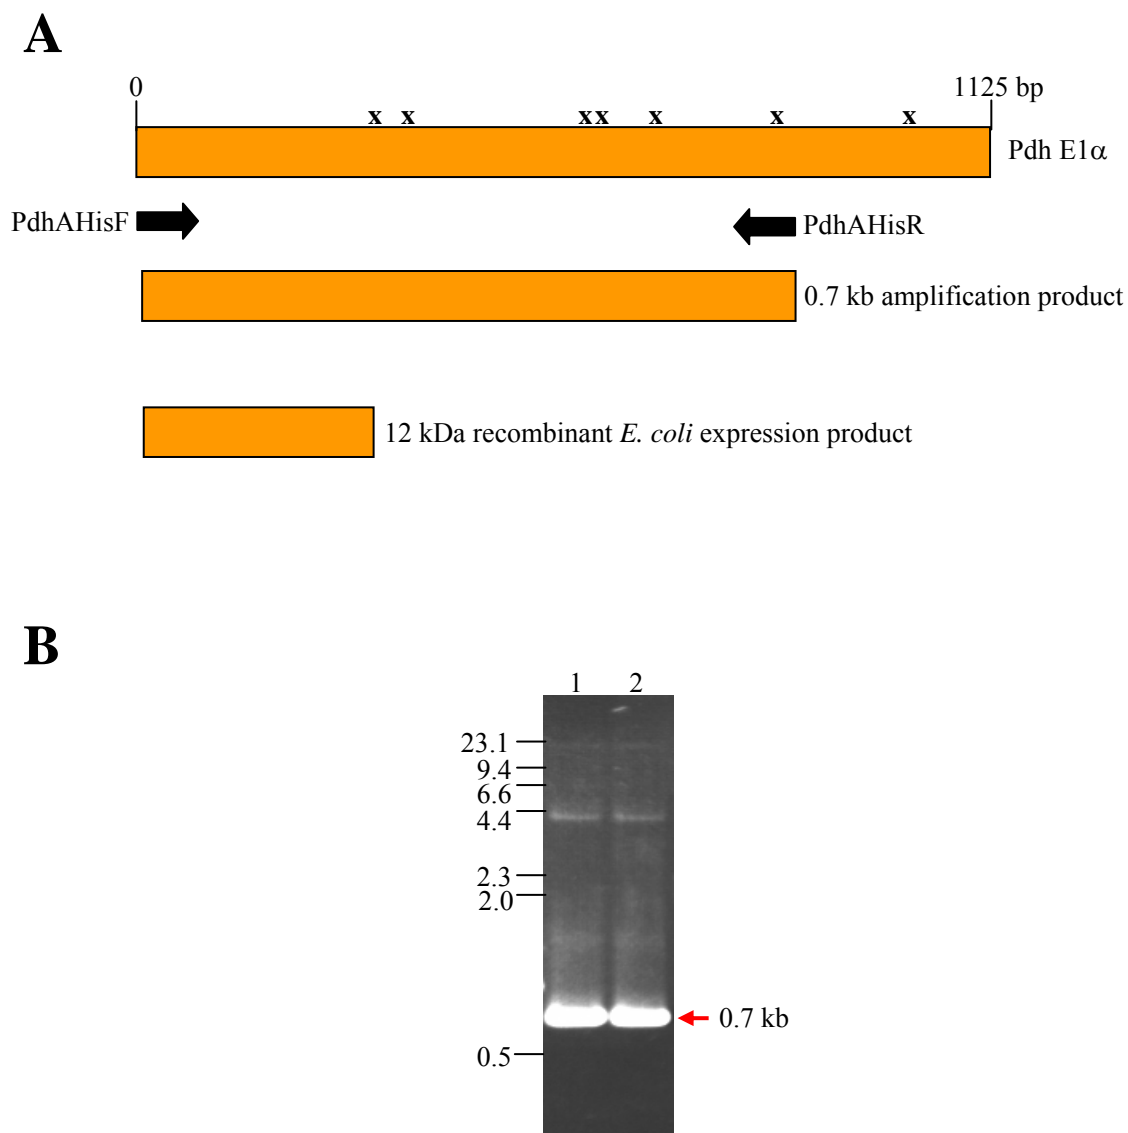 A
0 1125 bp
x x x x x x x
Pdh E1α
PdhAHisF PdhAHisR
0.7 kb amplification product
12 kDa recombinant E. coli expression product
B
1 2
23.1
9.4
6.6
4.4
2.3
2.0
0.7 kb
0.5